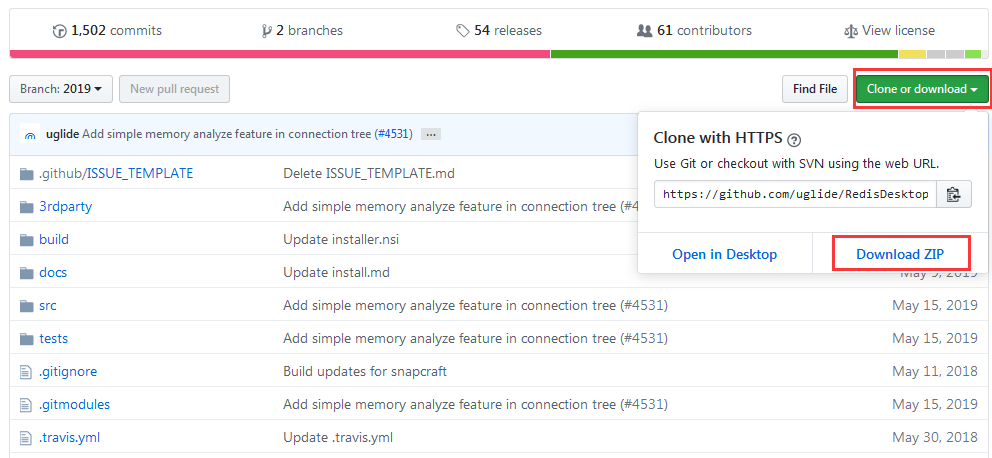 1,502 commits 2 branches 54 releases 61 contributors View license
Branch: 2019 New pull request Find File Clone or download
uglide Add simple memory analyze feature in connection tree (#4531) ...
Clone with HTTPS ?
Use Git or checkout with SVN using the web URL.
https://github.com/uglide/RedisDesktop
Open in Desktop Download ZIP
.github/ISSUE_TEMPLATE Delete ISSUE_TEMPLATE.md
3rdparty Add simple memory analyze feature in connection tree (#4
build Update installer.nsi
docs Update install.md
src Add simple memory analyze feature in connection tree (#4531) May 15, 2019
tests Add simple memory analyze feature in connection tree (#4531) May 15, 2019
.gitignore Build updates for snapcraft May 11, 2018
.gitmodules Add simple memory analyze feature in connection tree (#4531) May 15, 2019
.travis.yml Update .travis.yml May 30, 2018